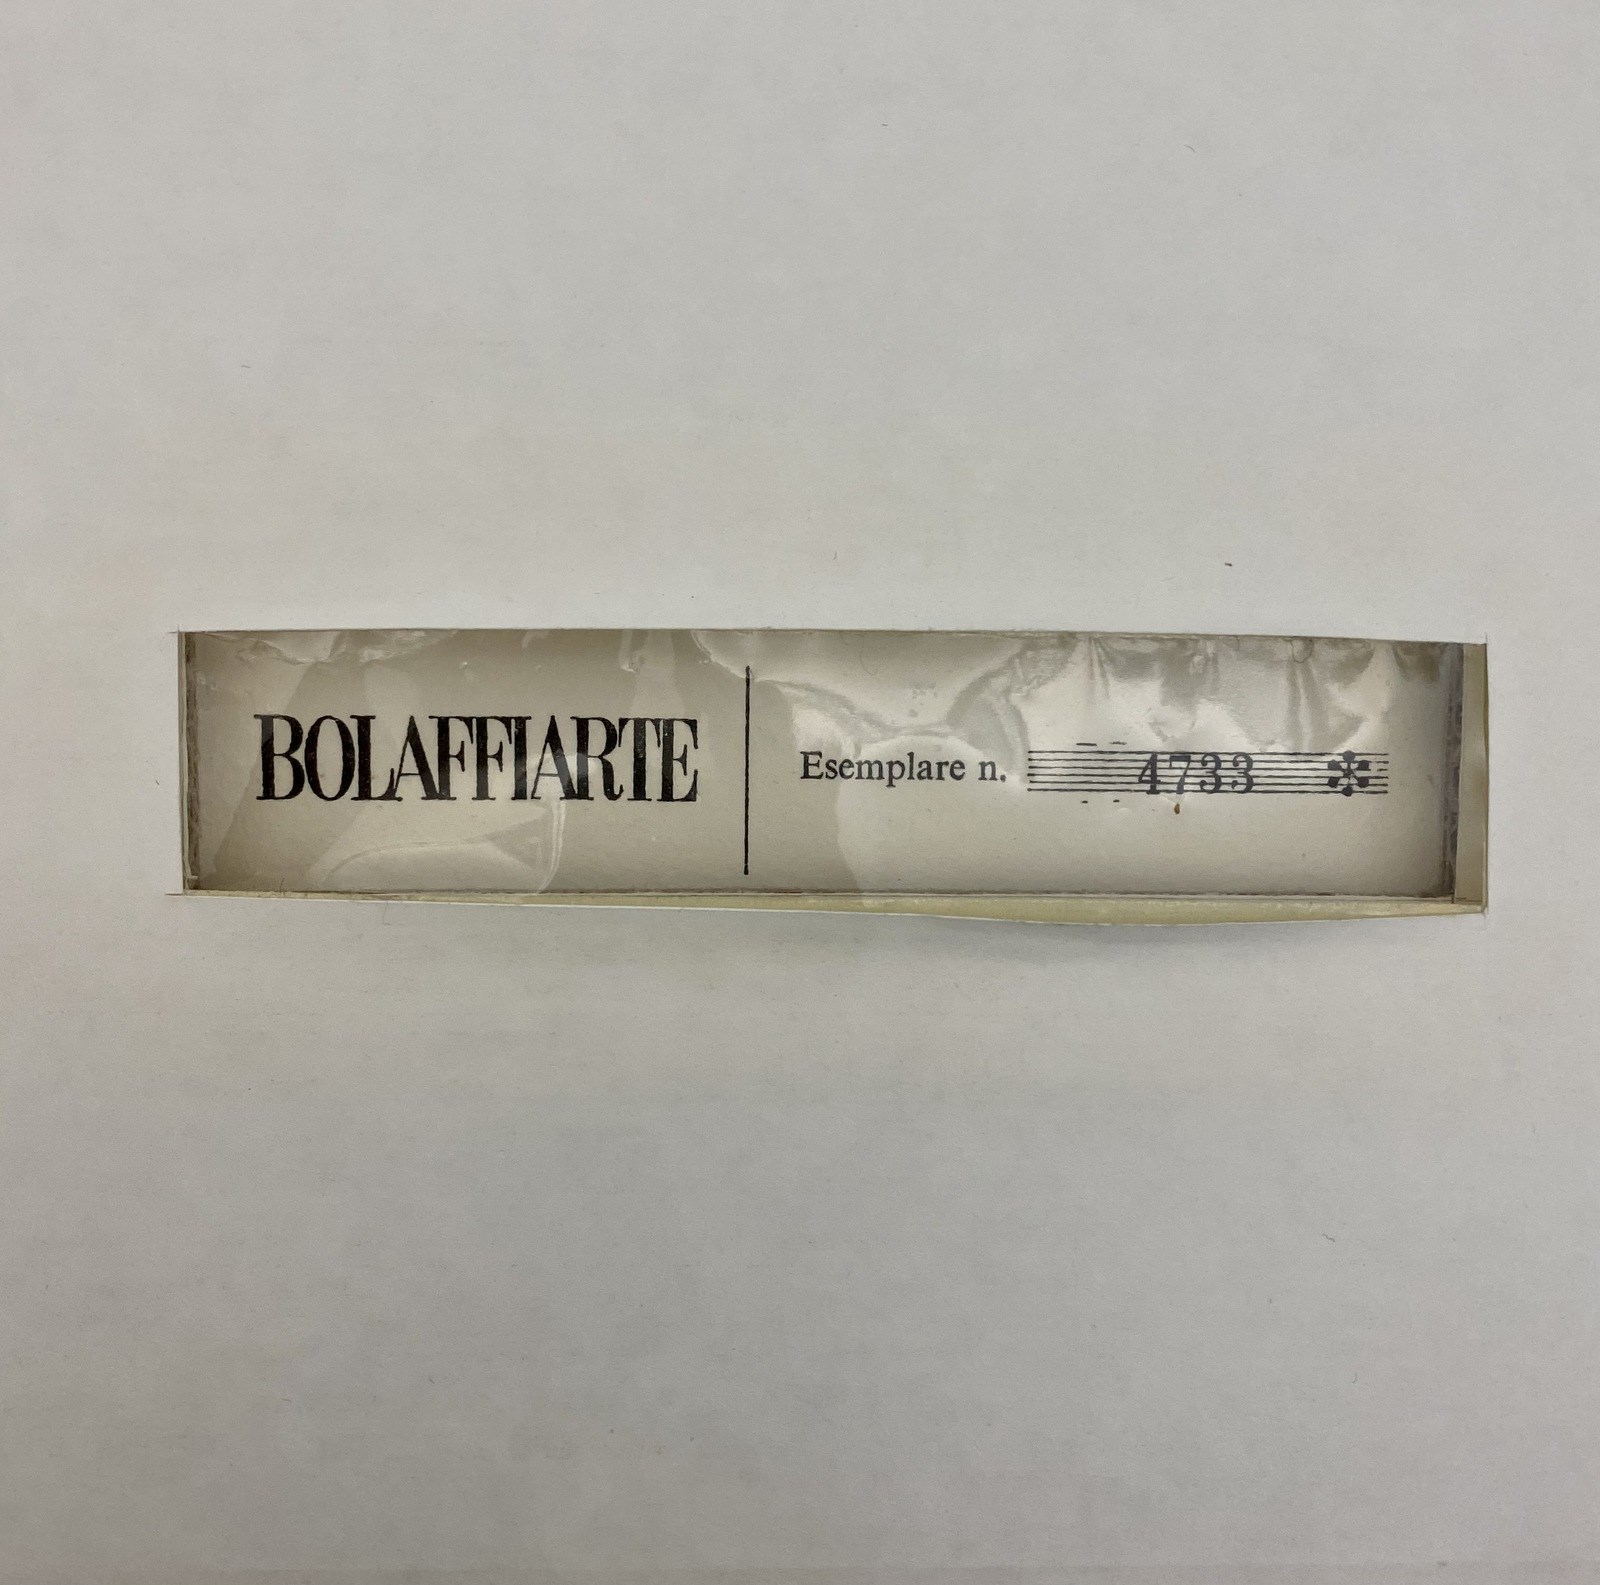 BOLAFFIARTE
Esemplare n. 4733 *